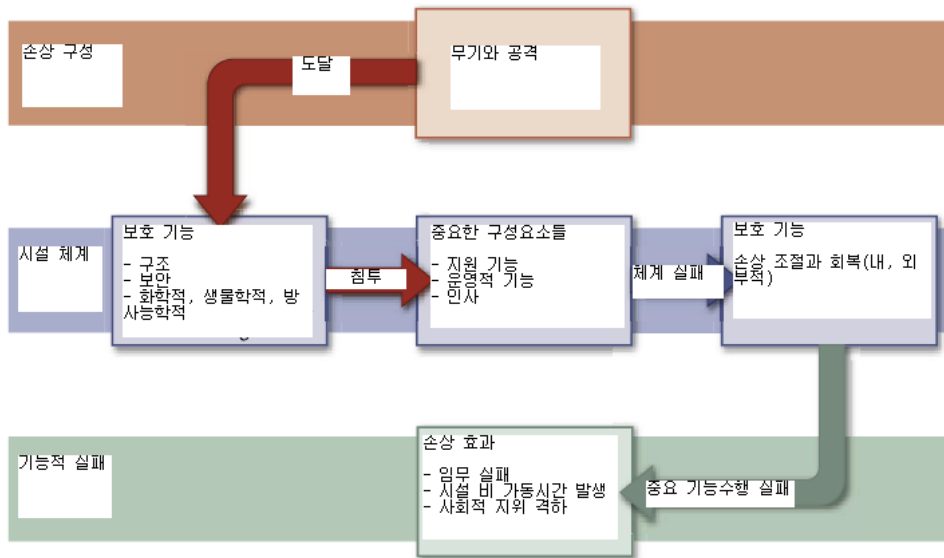 손상 구성
도달
무기와 공격
시설 체계
보호 기능
- 구조
- 보안
- 화학적, 생물학적, 방
사능학적
침투
중요한 구성요소들
- 지원 기능
- 운영적 기능
- 인사
체계 실패
보호 기능
손상 조절과 회복(내, 외
부적)
기능적 실패
손상 효과
- 임무 실패
- 시설 비 가동시간 발생
- 사회적 지위 격하
중요 기능수행 실패